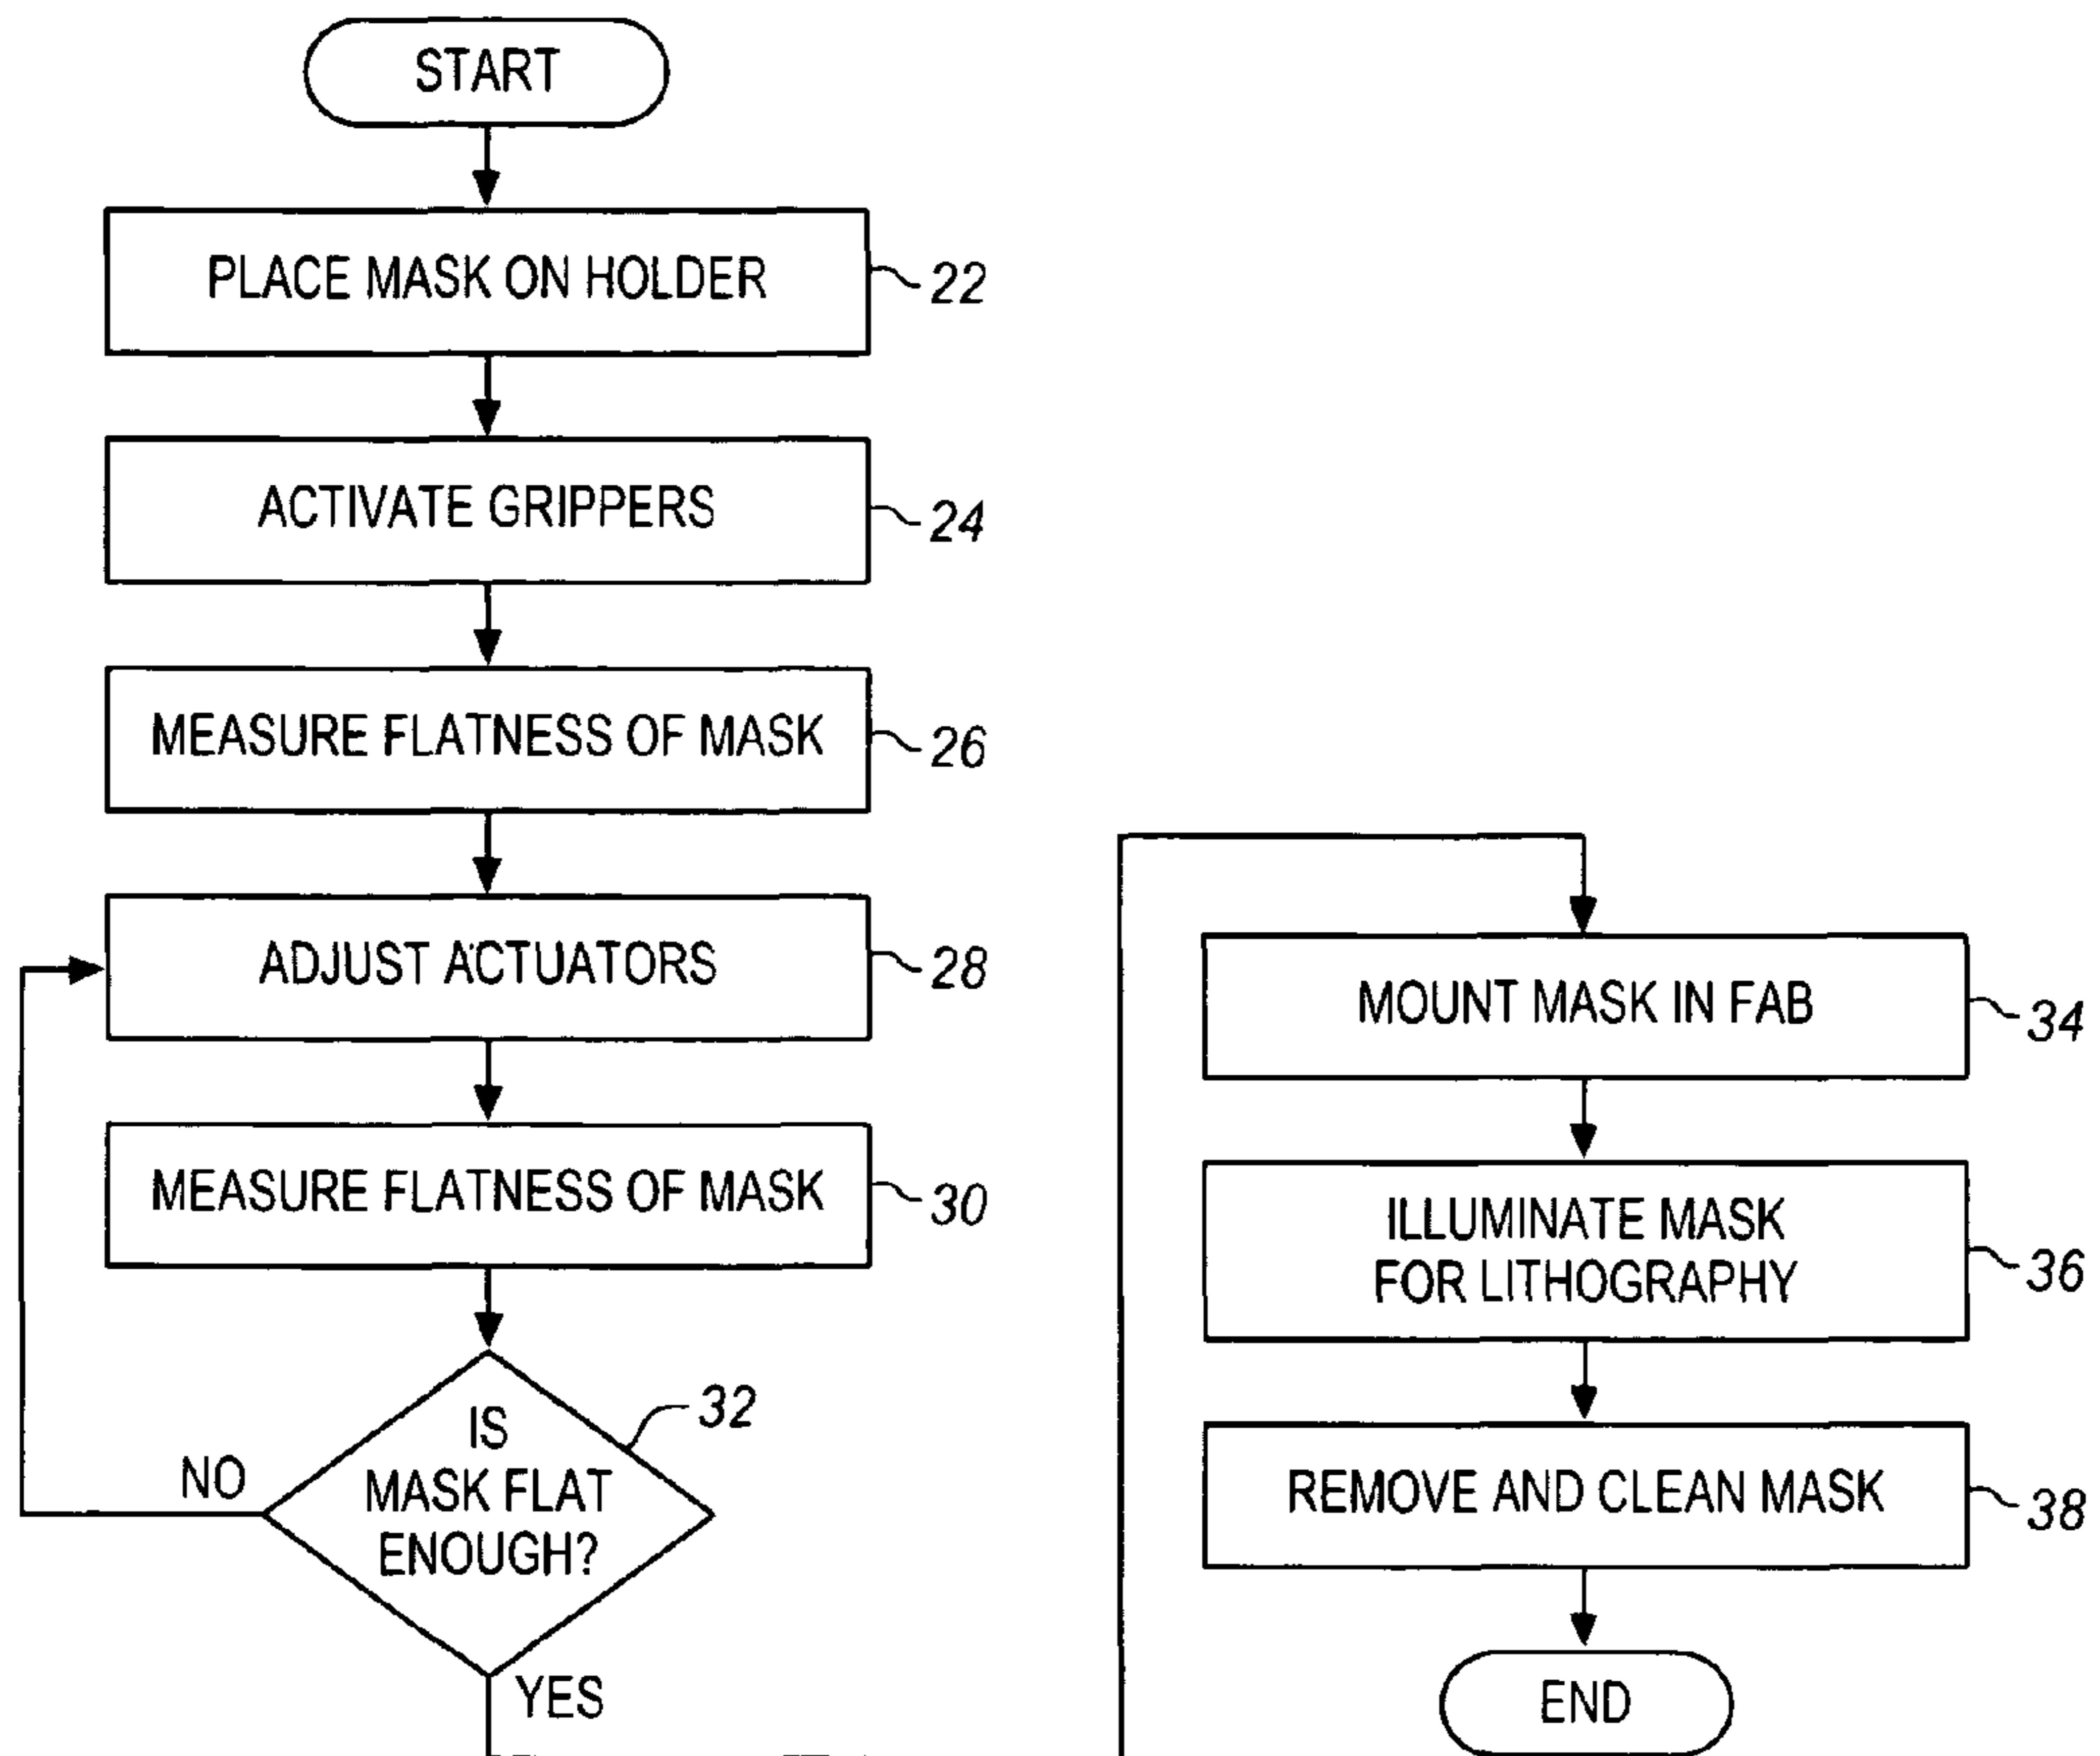 START
PLACE MASK ON HOLDER
22
ACTIVATE GRIPPERS
24
MEASURE FLATNESS OF MASK
26
ADJUST ACTUATORS
28
MEASURE FLATNESS OF MASK
30
IS
MASK FLAT
ENOUGH?
32
NO
YES
MOUNT MASK IN FAB
34
ILLUMINATE MASK
FOR LITHOGRAPHY
36
REMOVE AND CLEAN MASK
38
END